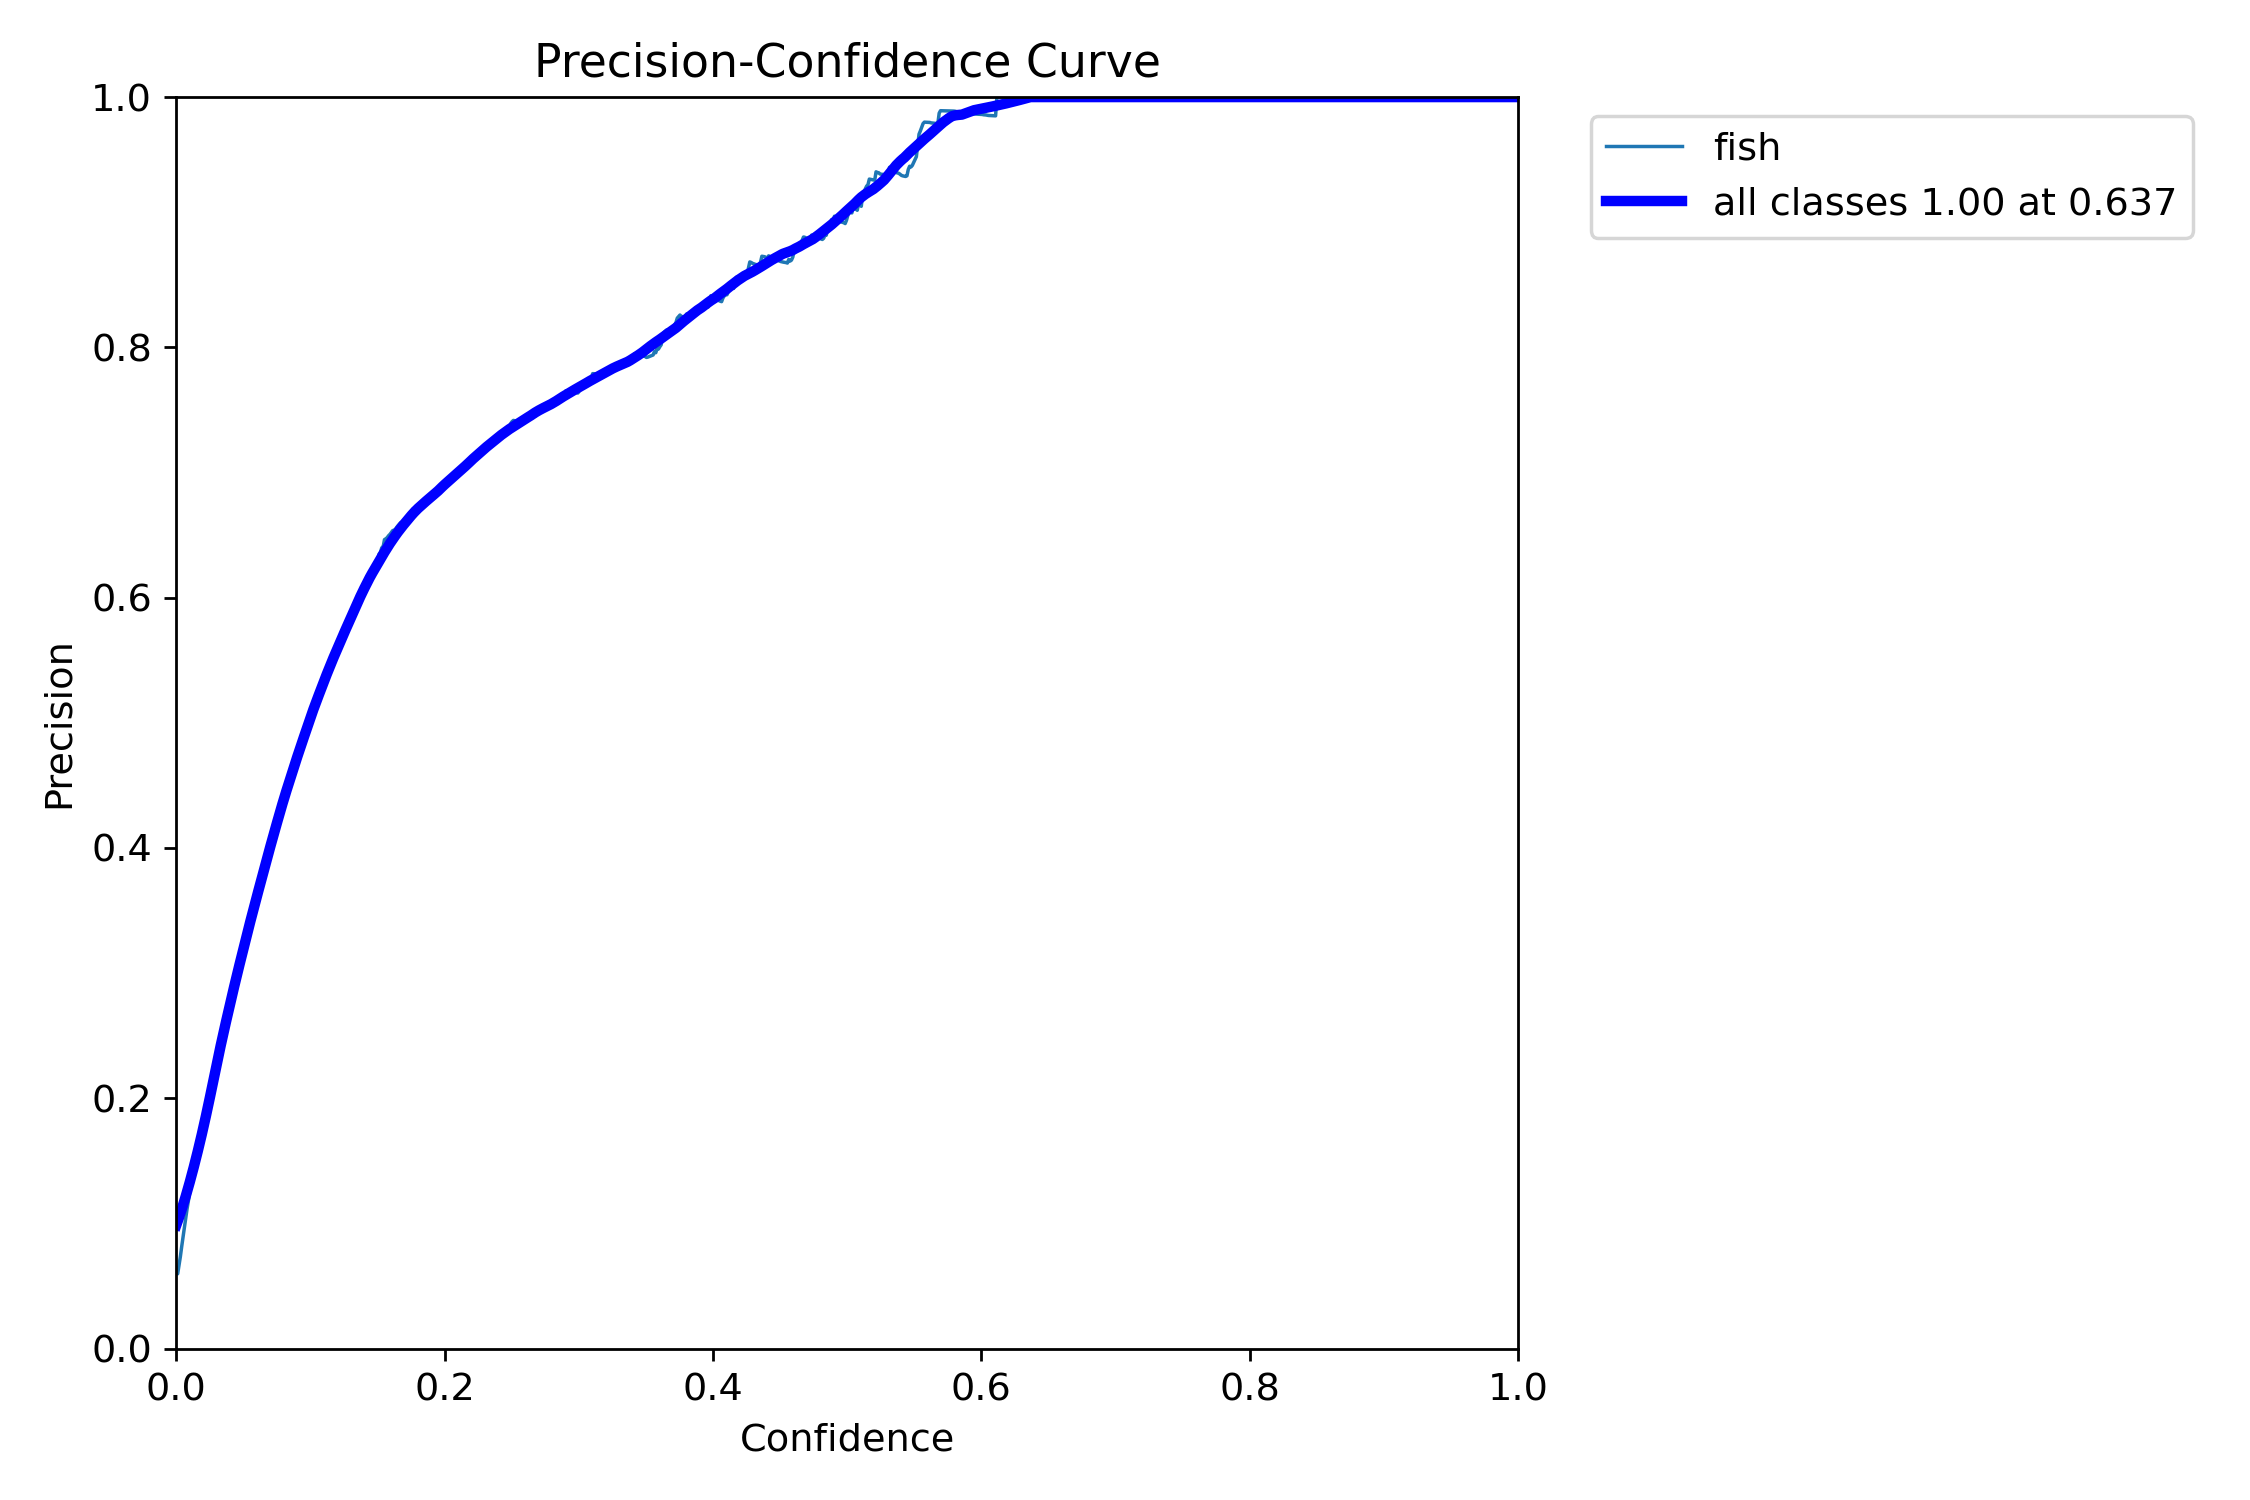 Precision-Confidence Curve
1.0
0.8
0.6
0.4
0.2
0.0
Precision
0.0 0.2 0.4 0.6 0.8 1.0
Confidence
fish
all classes 1.00 at 0.637